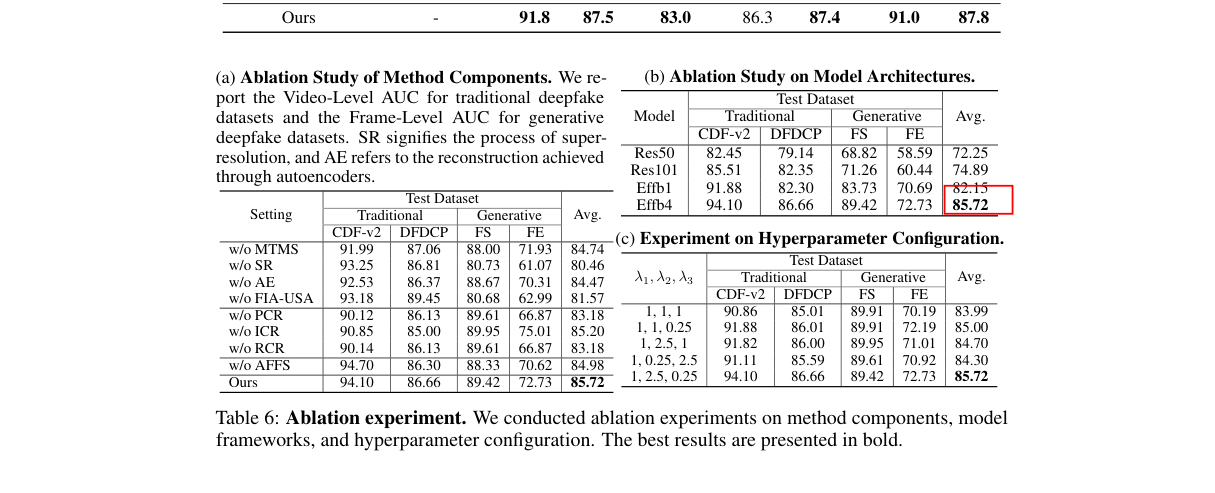 Ours - 91.8 87.5 83.0 86.3 87.4 91.0 87.8
(a) Ablation Study of Method Components. We re-
port the Video-Level AUC for traditional deepfake
datasets and the Frame-Level AUC for generative
deepfake datasets. SR signifies the process of super-
resolution, and AE refers to the reconstruction achieved
through autoencoders.
Test Dataset
Setting Traditional Generative Avg.
CDF-v2 DFDCP FS FE
w/o MTMS 91.99 87.06 88.00 71.93 84.74
w/o SR 93.25 86.81 80.73 61.07 80.46
w/o AE 92.53 86.37 88.67 70.31 84.47
w/o FIA-USA 93.18 89.45 80.68 62.99 81.57
w/o PCR 90.12 86.13 89.61 66.87 83.18
w/o ICR 90.85 85.00 89.95 75.01 85.20
w/o RCR 90.14 86.13 89.61 66.87 83.18
w/o AFFS 94.70 86.30 88.33 70.62 84.98
Ours 94.10 86.66 89.42 72.73 85.72
(b) Ablation Study on Model Architectures.
Test Dataset
Model Traditional Generative Avg.
CDF-v2 DFDCP FS FE
Res50 82.45 79.14 68.82 58.59 72.25
Res101 85.51 82.35 71.26 60.44 74.89
Effb1 91.88 82.30 83.73 70.69 82.15
Effb4 94.10 86.66 89.42 72.73 85.72
(c) Experiment on Hyperparameter Configuration.
Test Dataset
λ1, λ2, λ3 Traditional Generative Avg.
CDF-v2 DFDCP FS FE
1, 1, 1 90.86 85.01 89.91 70.19 83.99
1, 1, 0.25 91.88 86.01 89.91 72.19 85.00
1, 2.5, 1 91.82 86.00 89.95 71.01 84.70
1, 0.25, 2.5 91.11 85.59 89.61 70.92 84.30
1, 2.5, 0.25 94.10 86.66 89.42 72.73 85.72
Table 6: Ablation experiment. We conducted ablation experiments on method components, model
frameworks, and hyperparameter configuration. The best results are presented in bold.